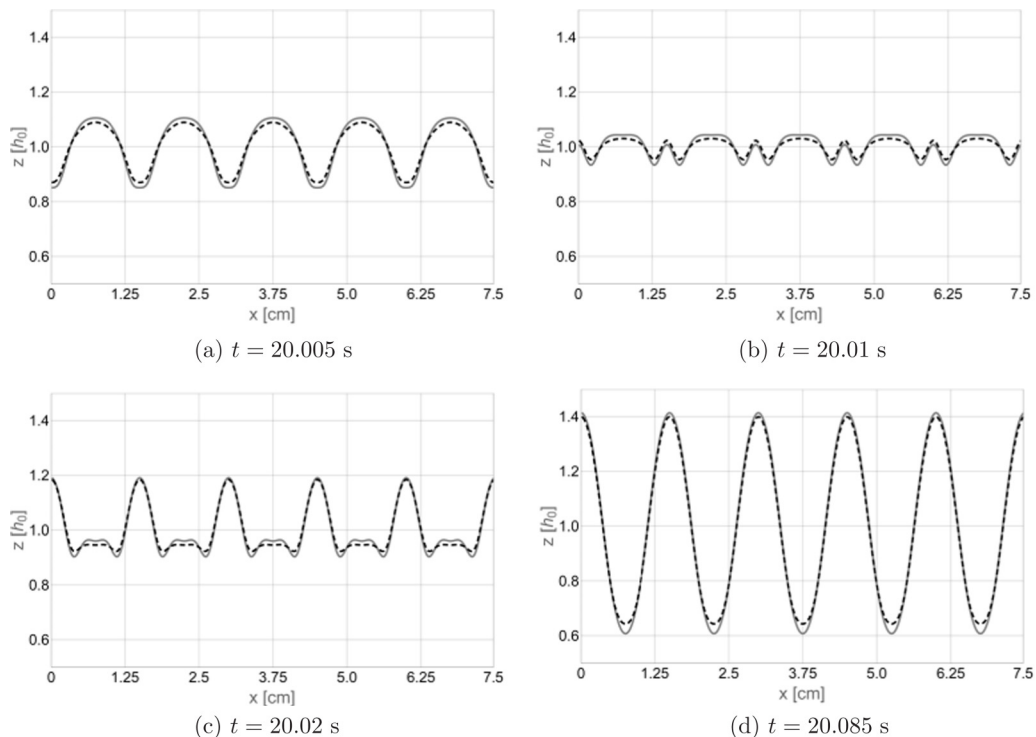 1.4
1.2
z [h0] 1.0
0.8
0.6
0 1.25 2.5 3.75 5.0 6.25 7.5
x [cm]
(a) t = 20.005 s
1.4
1.2
z [h0] 1.0
0.8
0.6
0 1.25 2.5 3.75 5.0 6.25 7.5
x [cm]
(b) t = 20.01 s
1.4
1.2
z [h0] 1.0
0.8
0.6
0 1.25 2.5 3.75 5.0 6.25 7.5
x [cm]
(c) t = 20.02 s
1.4
1.2
z [h0] 1.0
0.8
0.6
0 1.25 2.5 3.75 5.0 6.25 7.5
x [cm]
(d) t = 20.085 s